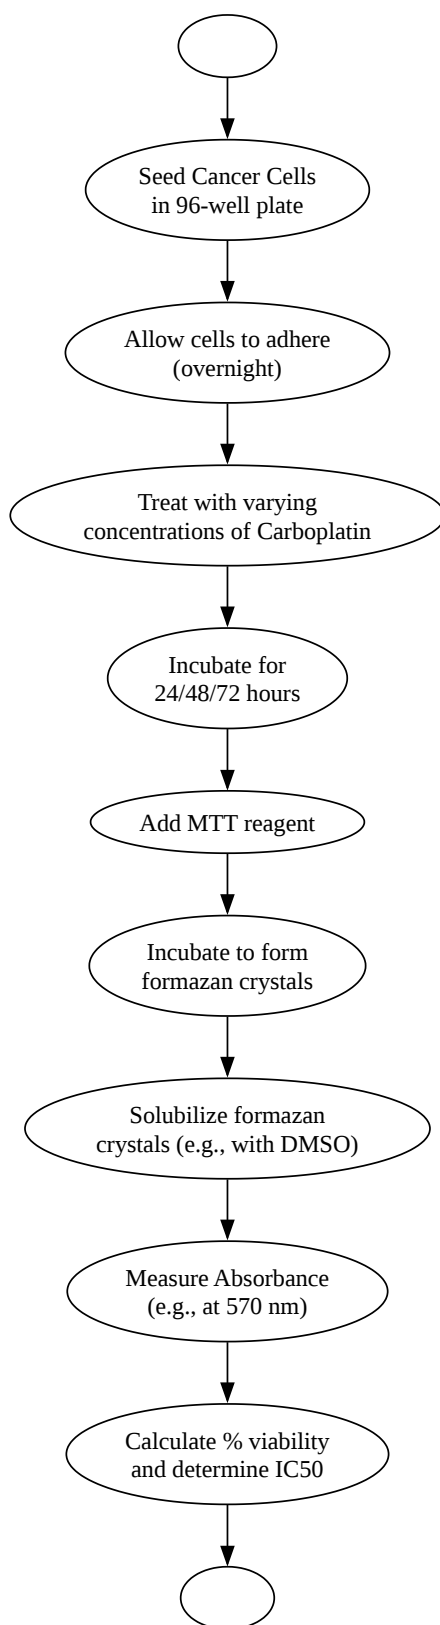 Seed Cancer Cells
in 96-well plate
Allow cells to adhere
(overnight)
Treat with varying
concentrations of Carboplatin
Incubate for
24/48/72 hours
Add MTT reagent
Incubate to form
formazan crystals
Solubilize formazan
crystals (e.g., with DMSO)
Measure Absorbance
(e.g., at 570 nm)
Calculate % viability
and determine IC50